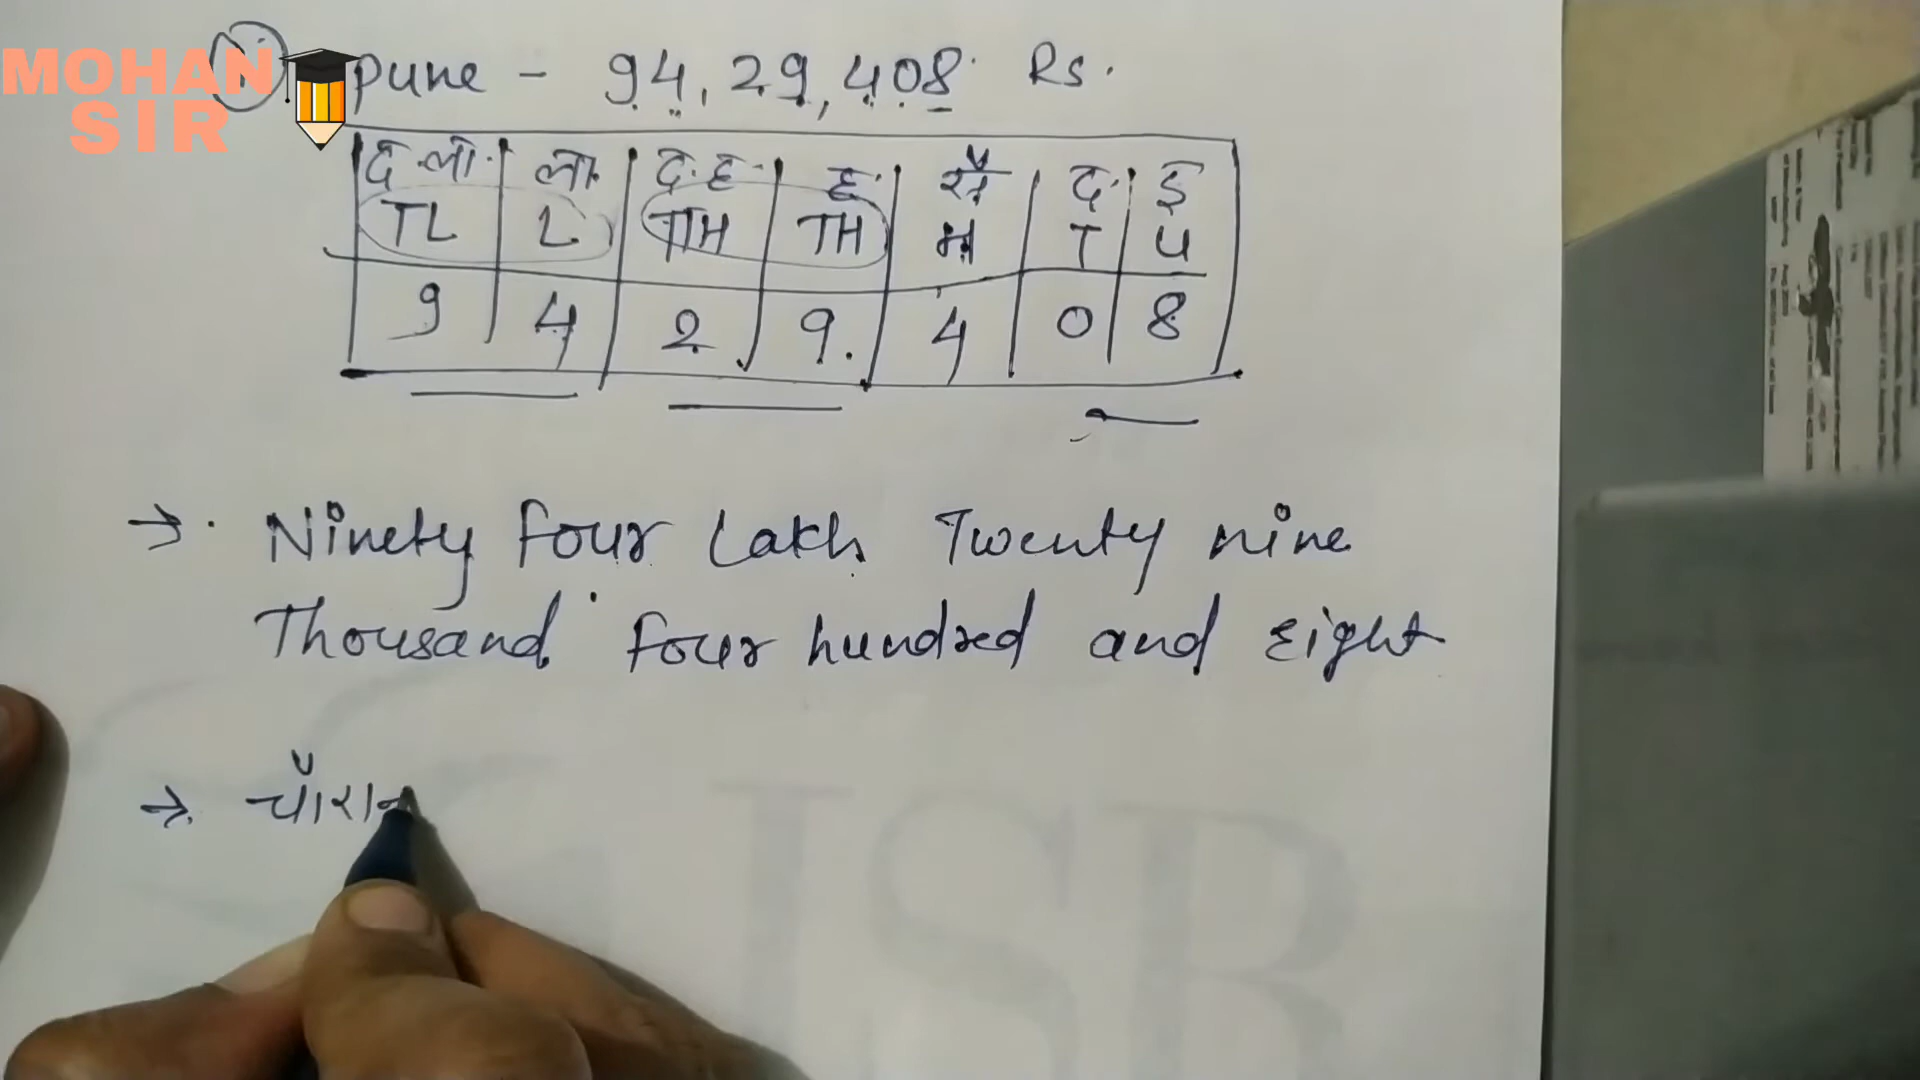 MOHAN
SIR
Pune - 94,29,408 Rs.
द.ला. ला. द.ह. ह. द. इ
TL L TTH TH H T U
9 4 2 9 4 0 8
→ Ninety four Lakh Twenty nine
Thousand four hundred and Eight
→ चौरान